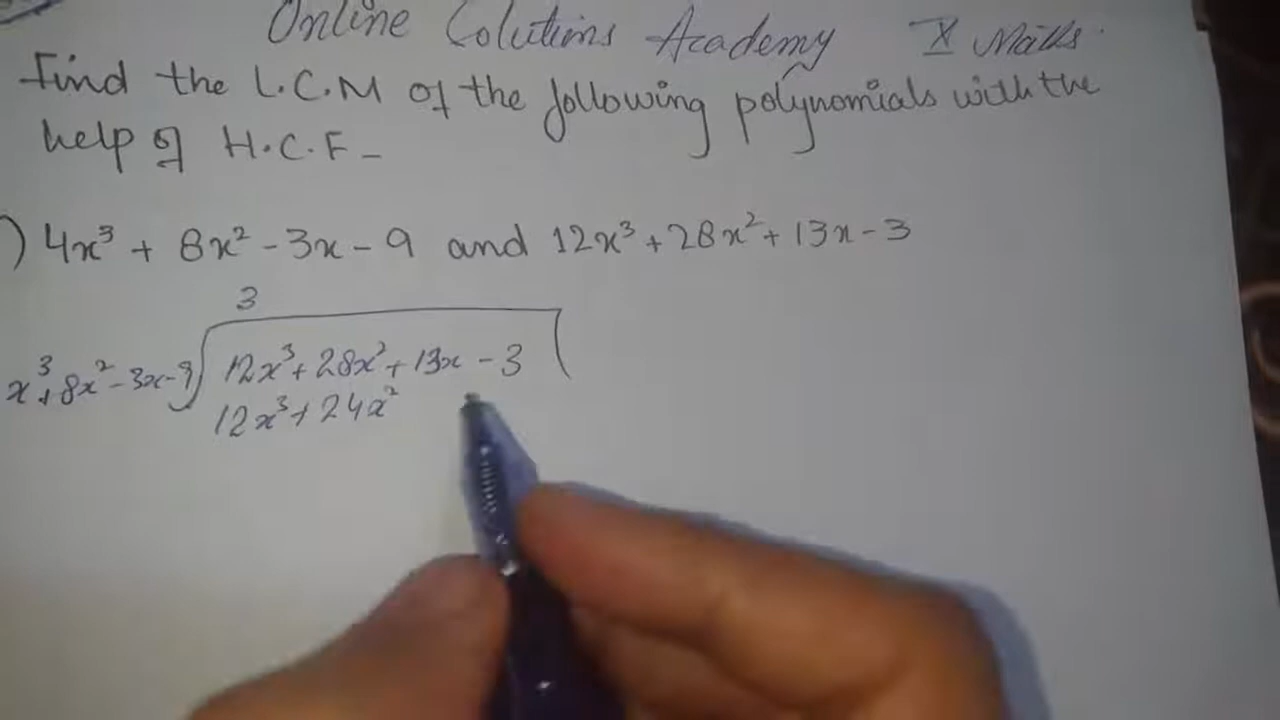 Online Solutions Academy X Maths
Find the L.C.M of the following polynomials with the
help of H.C.F-
) 4x³ + 8x² - 3x - 9 and 12x³ + 28x² + 13x - 3
3
x³ + 8x² - 3x - 9 12x³ + 28x² + 13x - 3
12x³ + 24x²